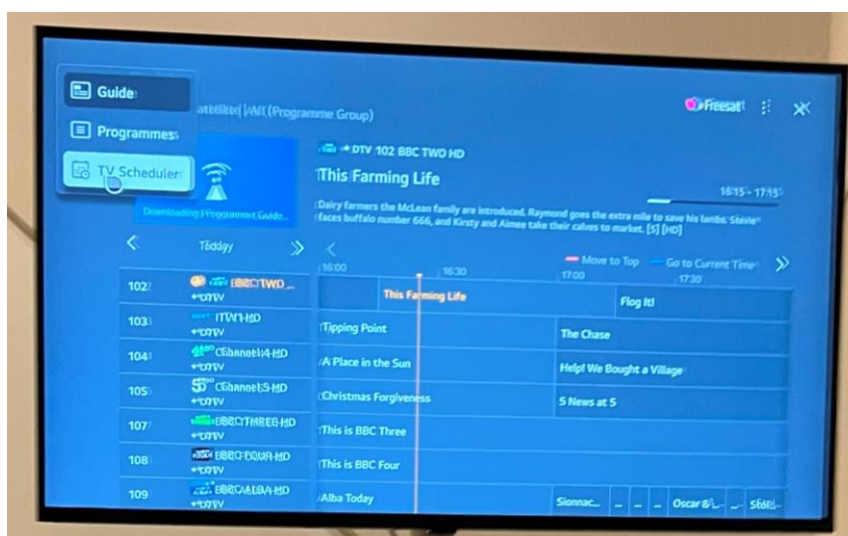 Guide
(Programme Group)
Freesat
Programmes
DTV 102 BBC TWO HD
TV Scheduler
This Farming Life
16:15 - 17:15
Dairy farmers the McLean family are introduced. Raymond goes the extra mile to save his lambs. Stevie
faces buffalo number 666, and Kirsty and Aimee take their calves to market. [S] [HD]
Downloading Programme Guide...
Today
Move to Top
Go to Current Time
16:00
16:30
17:00
17:30
102 BBC TWO ...
DTV
This Farming Life
Flog It!
103 ITV1 HD
DTV
Tipping Point
The Chase
104 Channel 4 HD
DTV
A Place in the Sun
Help! We Bought a Village
105 Channel 5 HD
DTV
Christmas Forgiveness
5 News at 5
107 BBC THREE HD
DTV
This is BBC Three
108 BBC FOUR HD
DTV
This is BBC Four
109 BBC ALBA HD
DTV
Alba Today
Sionnac...